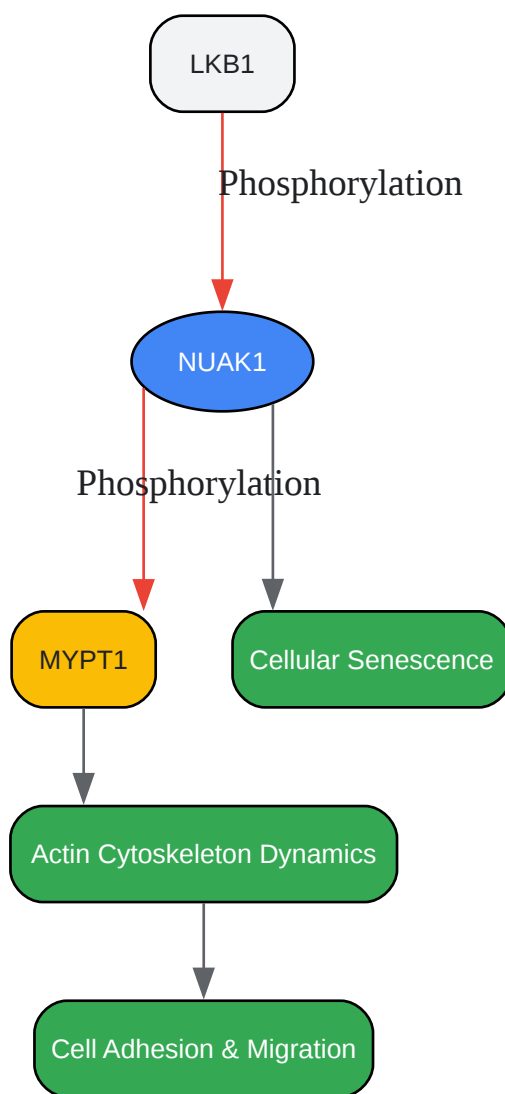 LKB1
Phosphorylation
NUAK1
Phosphorylation
MYPT1
Cellular Senescence
Actin Cytoskeleton Dynamics
Cell Adhesion & Migration